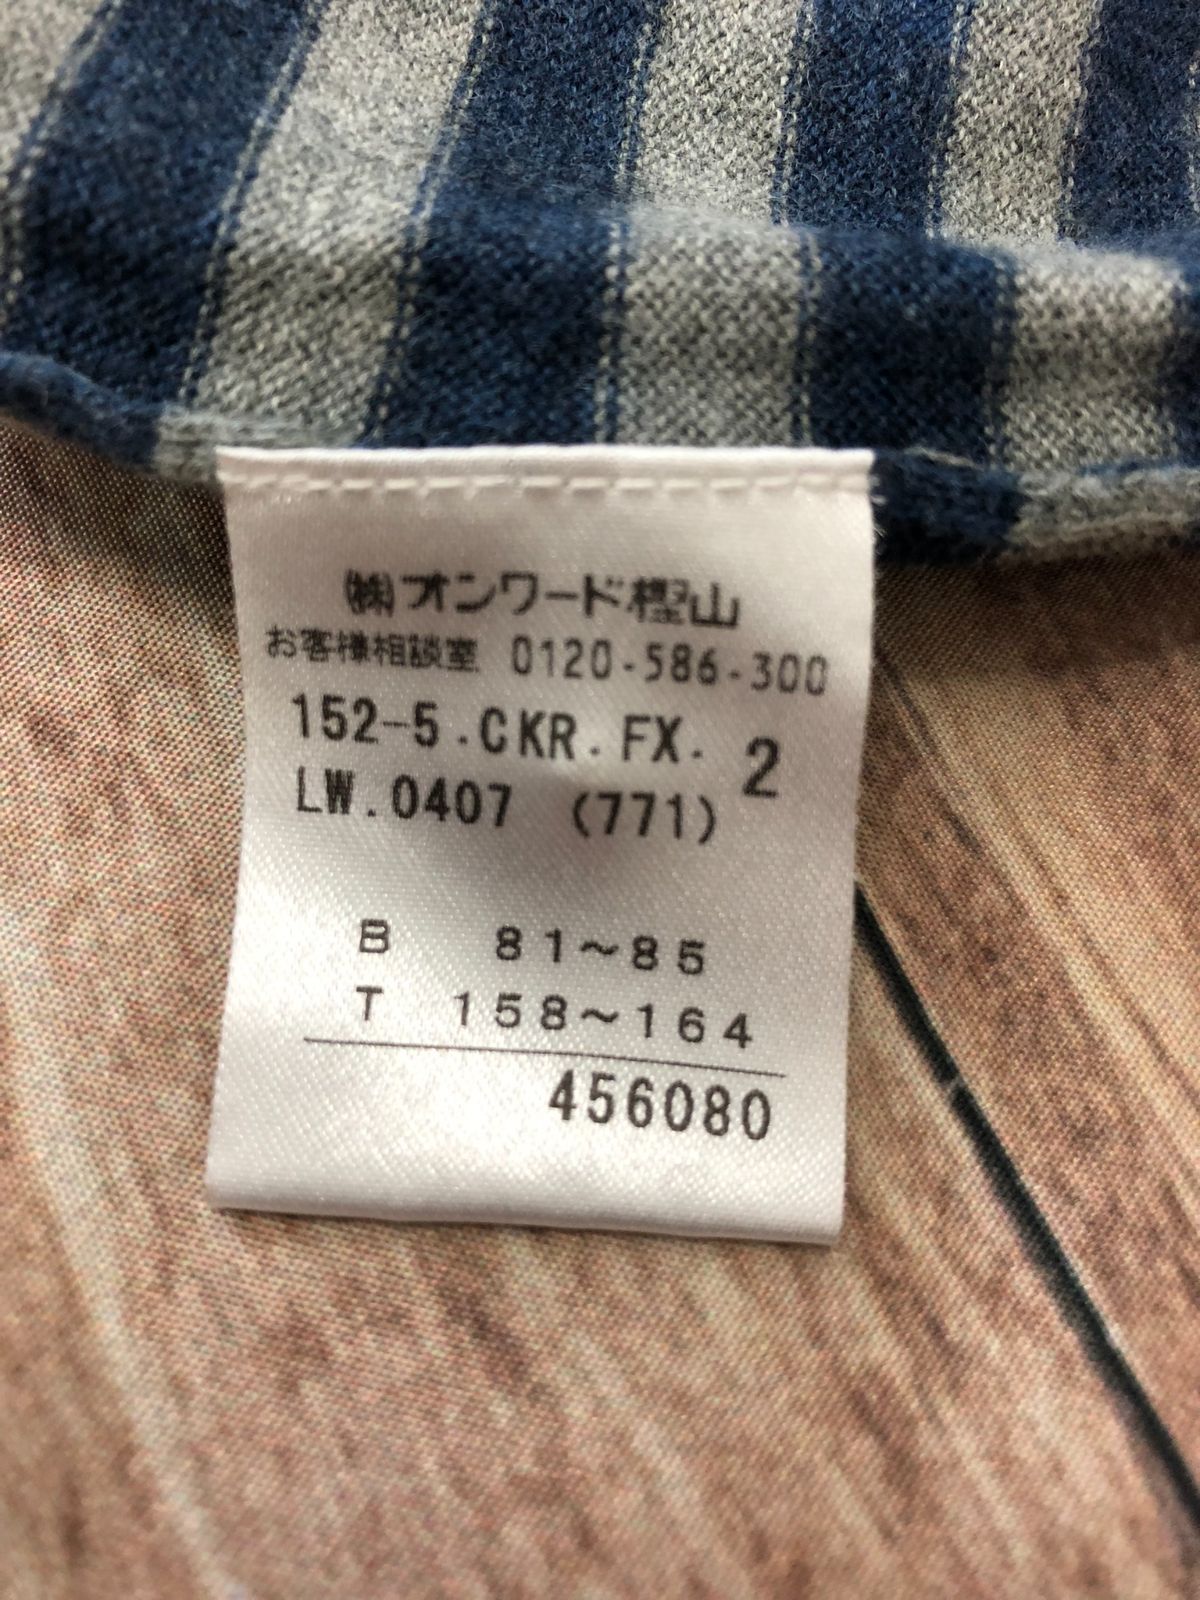 ㈱オンワード樫山
お客様相談室 0120-586-300
152-5.CKR.FX. 2
LW.0407 (771)
B 81～85
T 158～164
456080